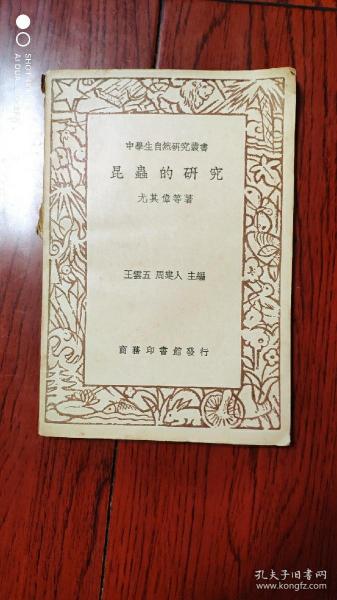 中學生自然研究叢書
昆蟲的研究
尤其偉等著
王雲五 周建人 主編
商務印書館發行
孔夫子旧书网
www.kongfz.com